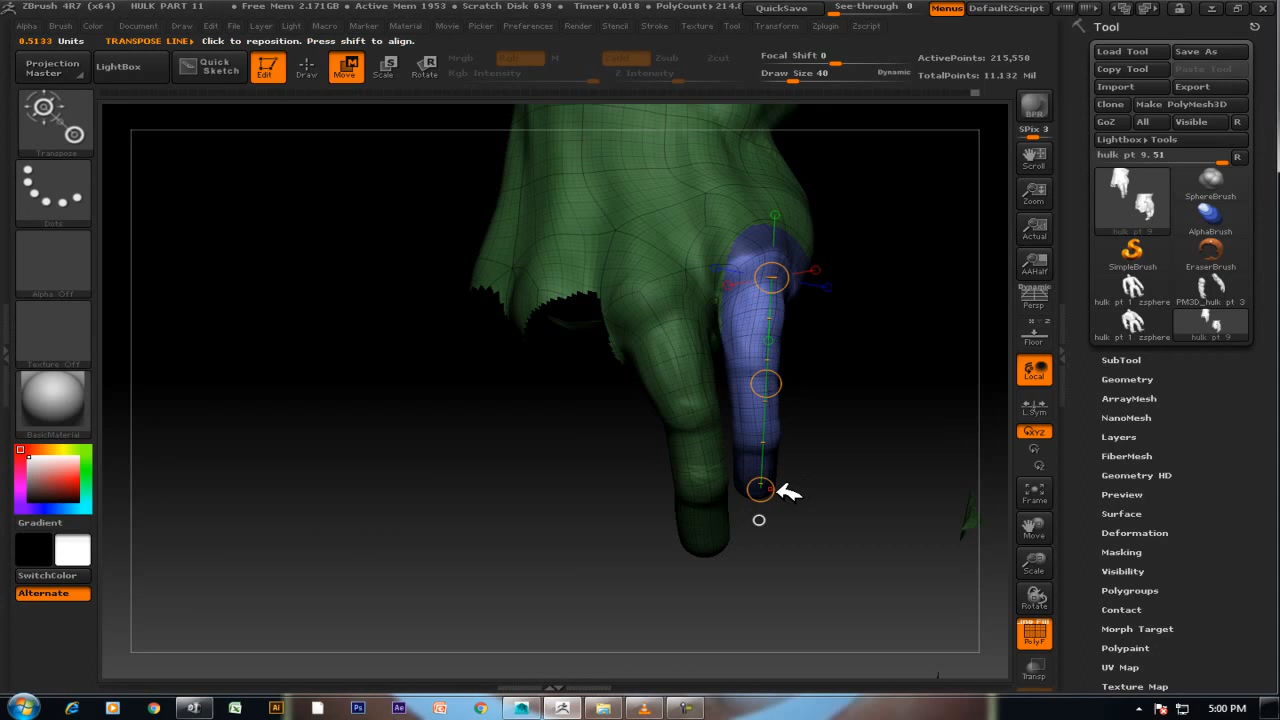 ZBrush 4R7 (x64) HULK PART 11 • Free Mem 2.171GB • Active Mem 1953 • Scratch Disk 639 • Timer▸0.018 • PolyCount▸214.8 QuickSave See-through 0 Menus DefaultZScript
Alpha Brush Color Document Draw Edit File Layer Light Macro Marker Material Movie Picker Preferences Render Stencil Stroke Texture Tool Transform Zplugin Zscript
0.5133 Units TRANSPOSE LINE▸ Click to reposition. Press shift to align.
Projection Master
LightBox
Quick Sketch
Edit
Draw
Move
Scale
Rotate
Mrgb
M
Zsub
Zcut
Rgb Intensity
Z Intensity
Focal Shift 0
Draw Size 40
Dynamic
ActivePoints: 215,550
TotalPoints: 11.132 Mil
Transpose
Dots
Alpha Off
Texture Off
BasicMaterial
Gradient
SwitchColor
Alternate
BPR
SPix 3
Scroll
Zoom
Actual
AAHalf
Dynamic
Persp
Floor
Local
L.Sym
XYZ
Frame
Move
Scale
Rotate
PolyF
Transp
Tool
Load Tool Save As
Copy Tool Paste Tool
Import Export
Clone Make PolyMesh3D
GoZ All Visible R
Lightbox▸Tools
hulk pt 9. 51 R
hulk pt 9
SphereBrush
AlphaBrush
SimpleBrush EraserBrush
hulk pt 1 zsphere PM3D_hulk pt 3
hulk pt 1 zsphere hulk pt 9
SubTool
Geometry
ArrayMesh
NanoMesh
Layers
FiberMesh
Geometry HD
Preview
Surface
Deformation
Masking
Visibility
Polygroups
Contact
Morph Target
Polypaint
UV Map
Texture Map
5:00 PM